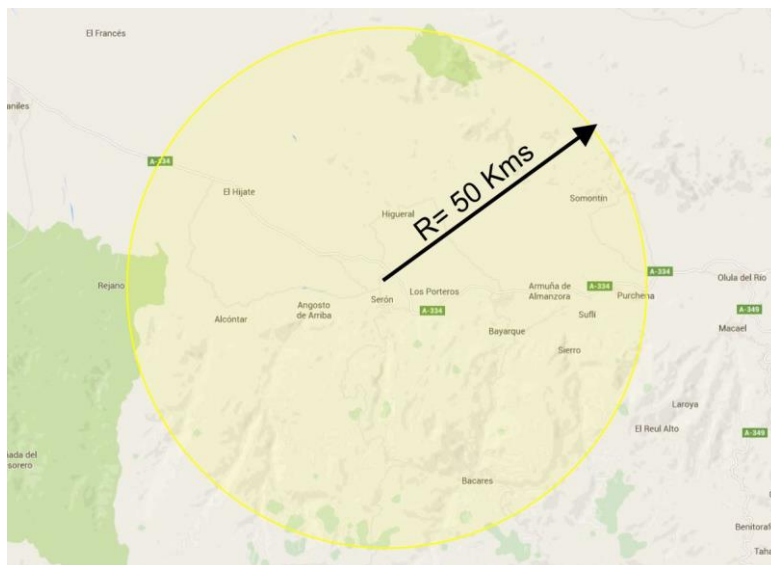 El Francés
aniles
A-334
El Hijate
R= 50 Kms
Somontín
Higueral
A-334
Olula del Río
Rejano
Los Porteros
Armuña de
Almanzora
A-334
Purchena
Serón
Angosto
de Arriba
A-334
A-349
Alcóntar
Suflí
Macael
Bayarque
Sierro
Laroya
El Reul Alto
A-349
ada del
sorero
Bacares
Benitorafe
Taha